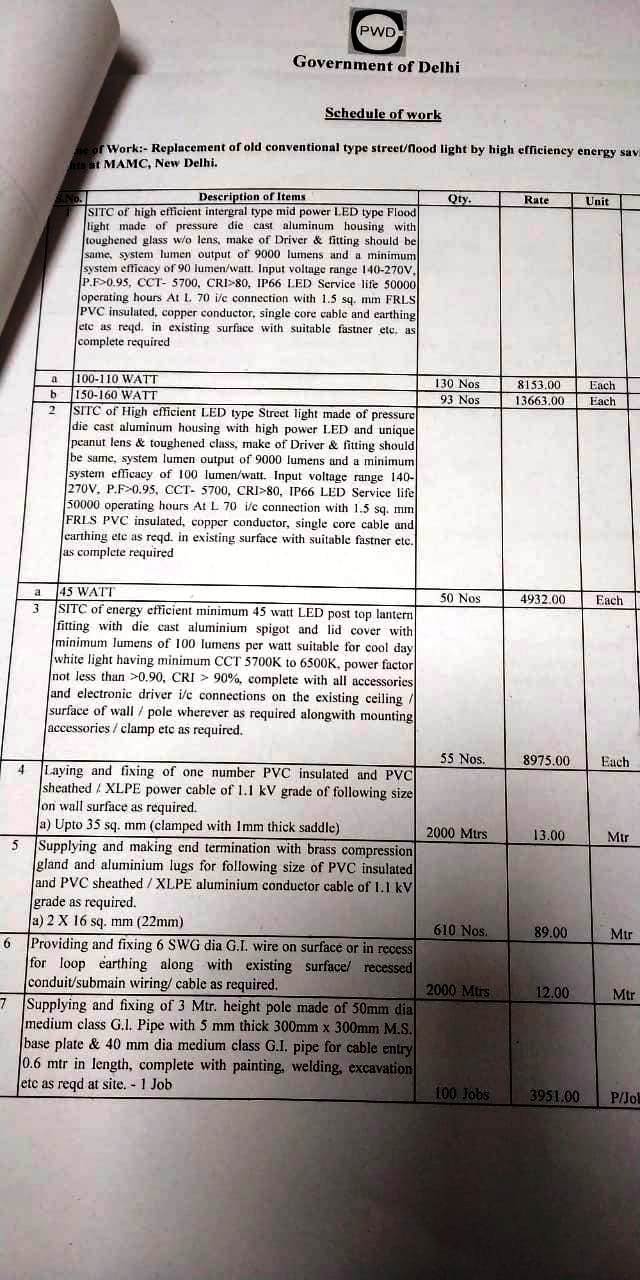 PWD
Government of Delhi
Schedule of work
of Work:- Replacement of old conventional type street/flood light by high efficiency energy sav
at MAMC, New Delhi.
S.No. Description of Items Qty. Rate Unit
1 SITC of high efficient intergral type mid power LED type Flood
light made of pressure die cast aluminum housing with
toughened glass w/o lens, make of Driver & fitting should be
same, system lumen output of 9000 lumens and a minimum
system efficacy of 90 lumen/watt. Input voltage range 140-270V,
P.F>0.95, CCT- 5700, CRI>80, IP66 LED Service life 50000
operating hours At L 70 i/c connection with 1.5 sq. mm FRLS
PVC insulated, copper conductor, single core cable and earthing
etc as reqd. in existing surface with suitable fastner etc. as
complete required
a 100-110 WATT 130 Nos 8153.00 Each
b 150-160 WATT 93 Nos 13663.00 Each
2 SITC of High efficient LED type Street light made of pressure
die cast aluminum housing with high power LED and unique
peanut lens & toughened class, make of Driver & fitting should
be same, system lumen output of 9000 lumens and a minimum
system efficacy of 100 lumen/watt. Input voltage range 140-
270V, P.F>0.95, CCT- 5700, CRI>80, IP66 LED Service life
50000 operating hours At L 70 i/c connection with 1.5 sq. mm
FRLS PVC insulated, copper conductor, single core cable and
earthing etc as reqd. in existing surface with suitable fastner etc.
as complete required
a 45 WATT 50 Nos 4932.00 Each
3 SITC of energy efficient minimum 45 watt LED post top lantern
fitting with die cast aluminium spigot and lid cover with
minimum lumens of 100 lumens per watt suitable for cool day
white light having minimum CCT 5700K to 6500K, power factor
not less than >0.90, CRI > 90%, complete with all accessories
and electronic driver i/c connections on the existing ceiling /
surface of wall / pole wherever as required alongwith mounting
accessories / clamp etc as required.
55 Nos. 8975.00 Each
4 Laying and fixing of one number PVC insulated and PVC
sheathed / XLPE power cable of 1.1 kV grade of following size
on wall surface as required.
a) Upto 35 sq. mm (clamped with 1mm thick saddle) 2000 Mtrs 13.00 Mtr
5 Supplying and making end termination with brass compression
gland and aluminium lugs for following size of PVC insulated
and PVC sheathed / XLPE aluminium conductor cable of 1.1 kV
grade as required.
a) 2 X 16 sq. mm (22mm) 610 Nos. 89.00 Mtr
6 Providing and fixing 6 SWG dia G.I. wire on surface or in recess
for loop earthing along with existing surface/ recessed
conduit/submain wiring/ cable as required. 2000 Mtrs 12.00 Mtr
7 Supplying and fixing of 3 Mtr. height pole made of 50mm dia
medium class G.I. Pipe with 5 mm thick 300mm x 300mm M.S.
base plate & 40 mm dia medium class G.I. pipe for cable entry
0.6 mtr in length, complete with painting, welding, excavation
etc as reqd at site. - 1 Job 100 Jobs 3951.00 P/Jo